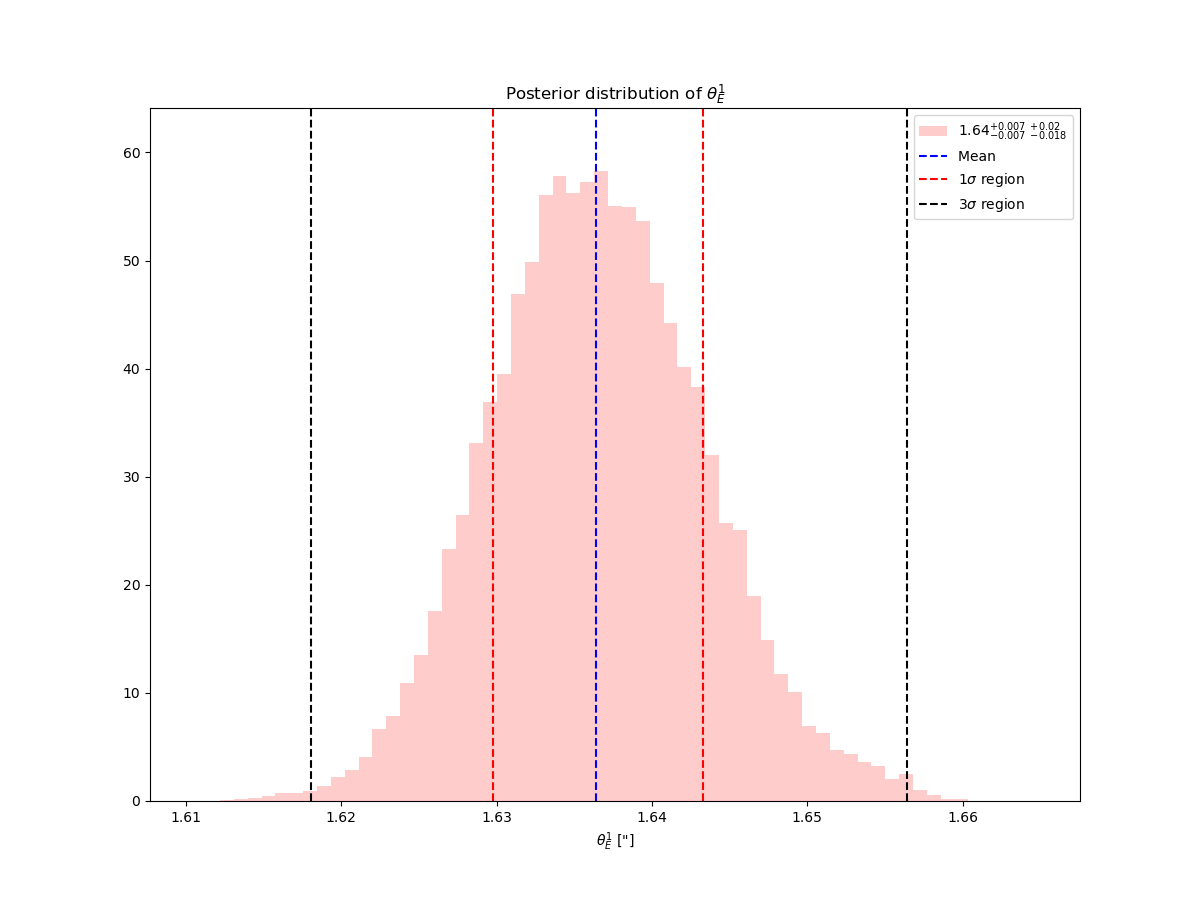 Posterior distribution of θ_E^1
1.64^{+0.007 +0.02}_{−0.007 −0.018}
Mean
1σ region
3σ region
60
50
40
30
20
10
0
1.61 1.62 1.63 1.64 1.65 1.66
θ_E^1 ["]